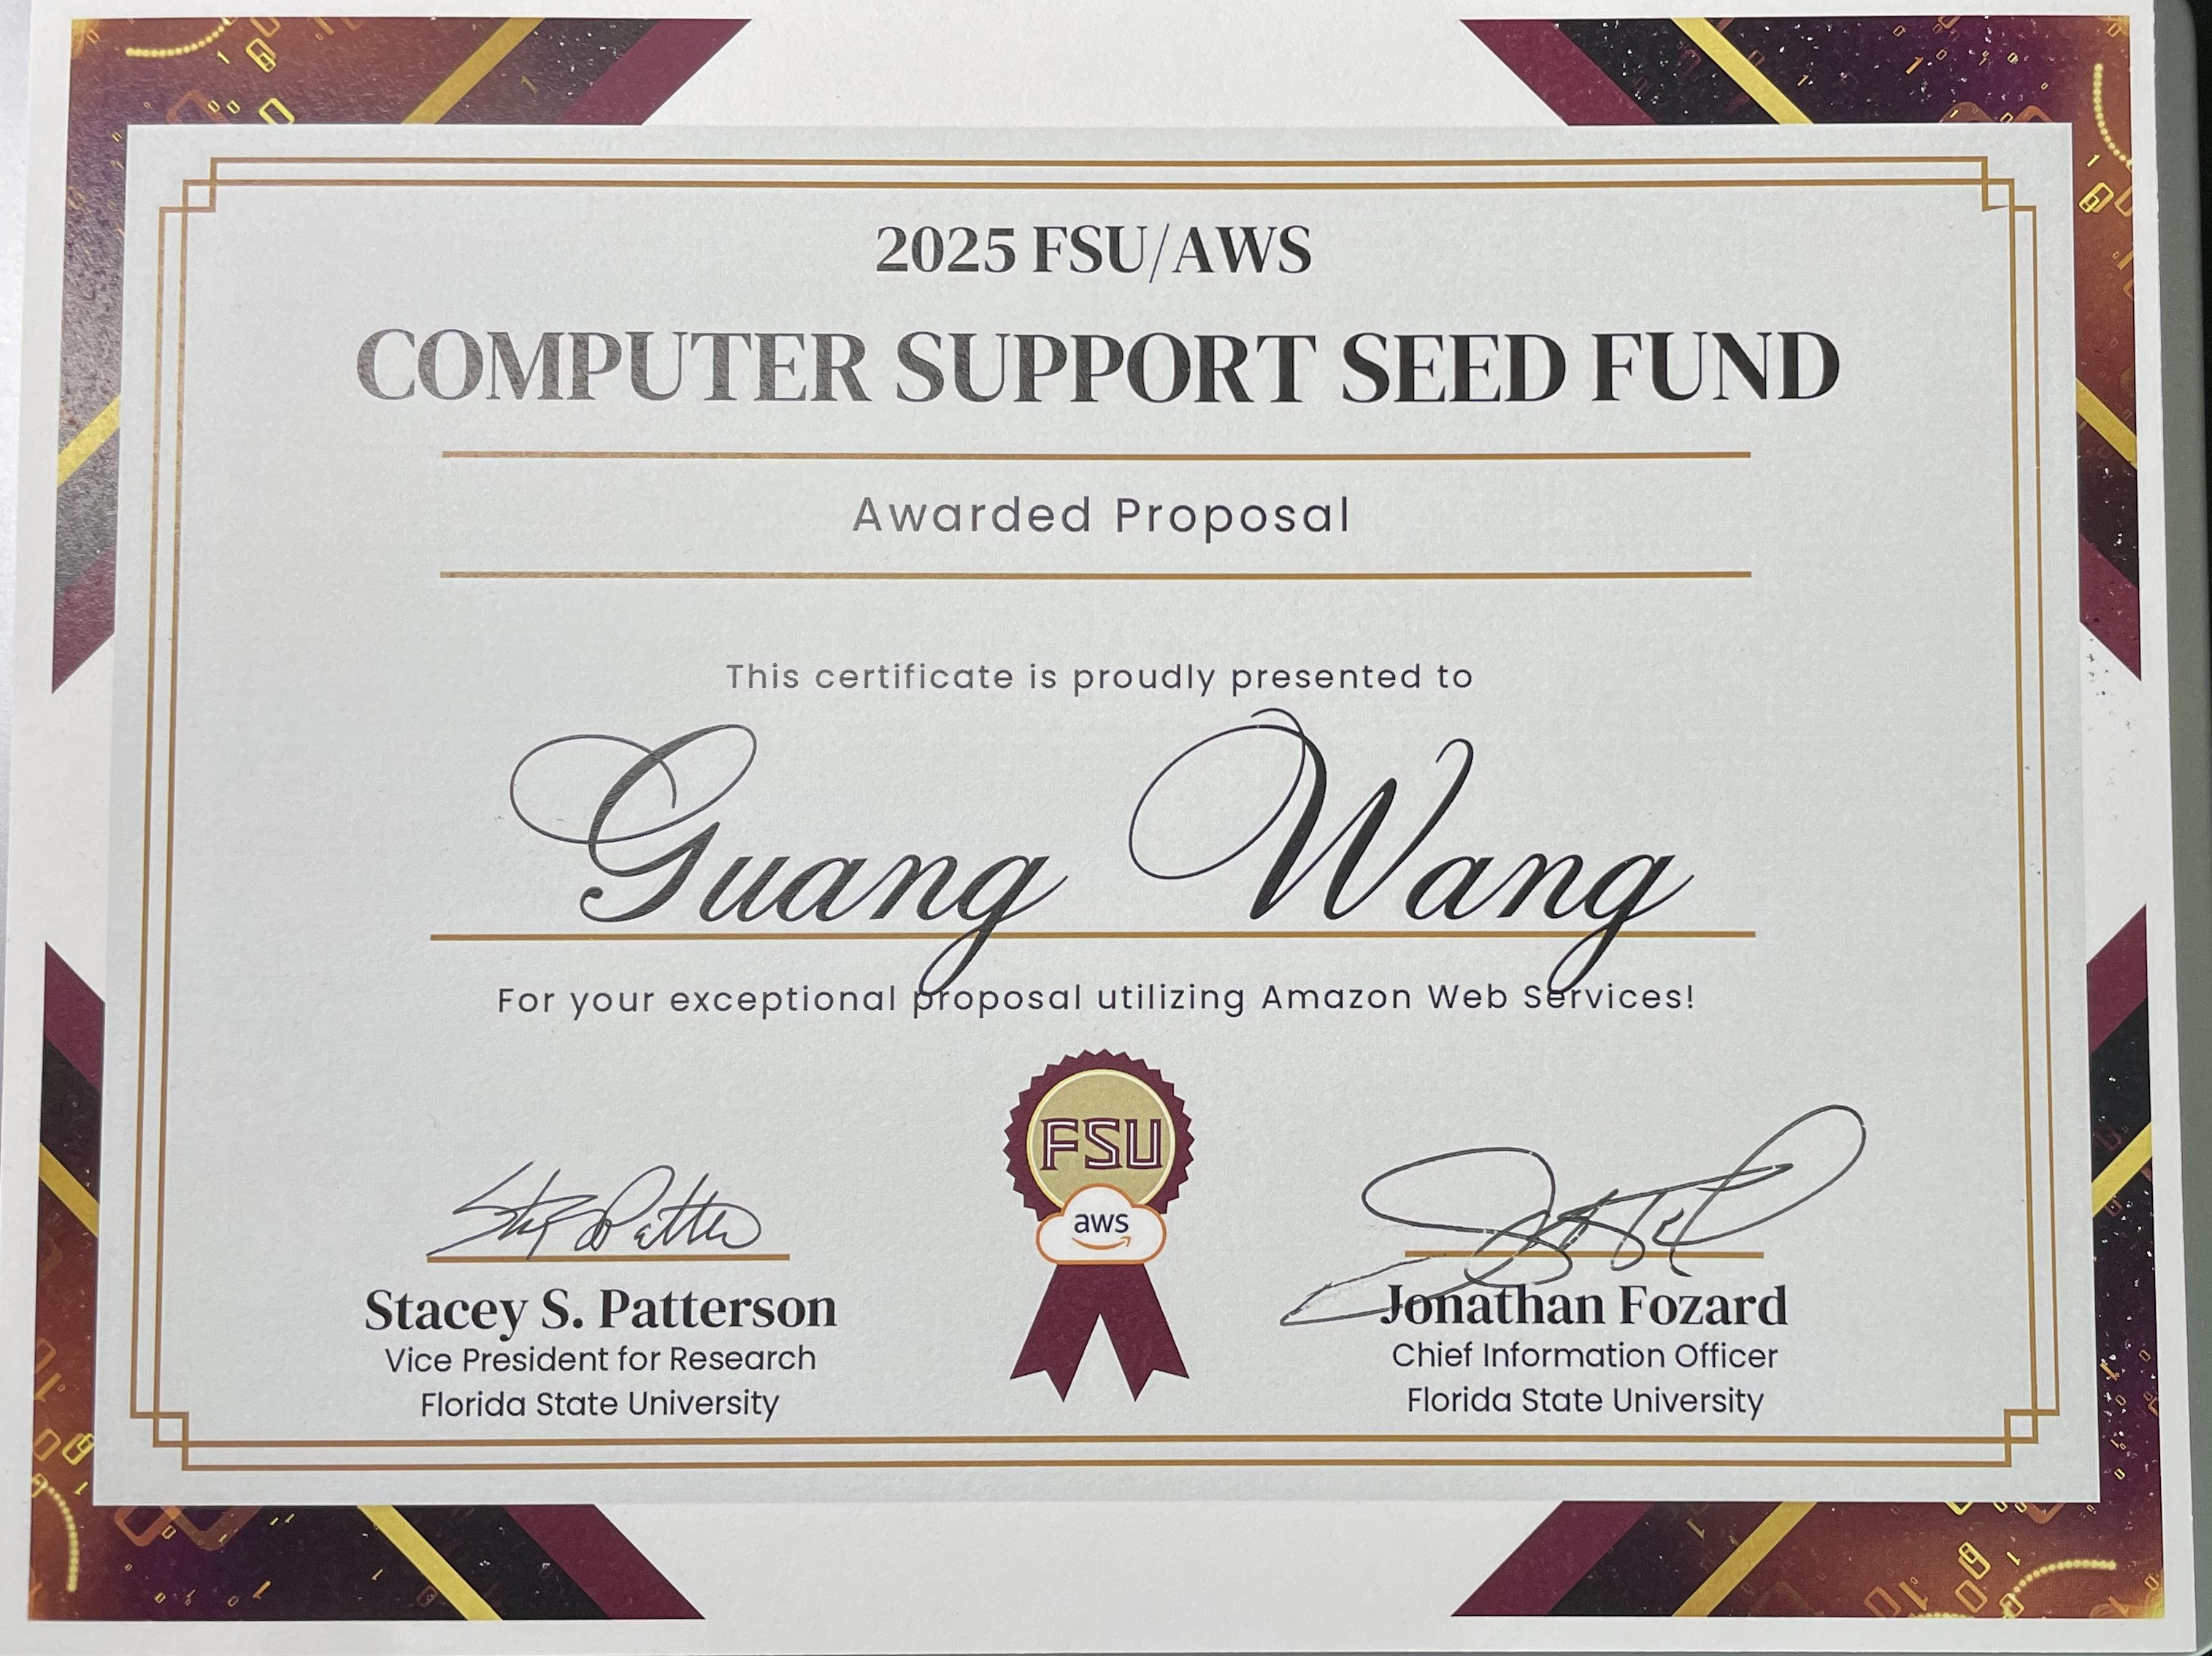 2025 FSU/AWS
COMPUTER SUPPORT SEED FUND
Awarded Proposal
This certificate is proudly presented to
Guang Wang
For your exceptional proposal utilizing Amazon Web Services!
FSU
aws
Stacey S. Patterson
Vice President for Research
Florida State University
Jonathan Fozard
Chief Information Officer
Florida State University